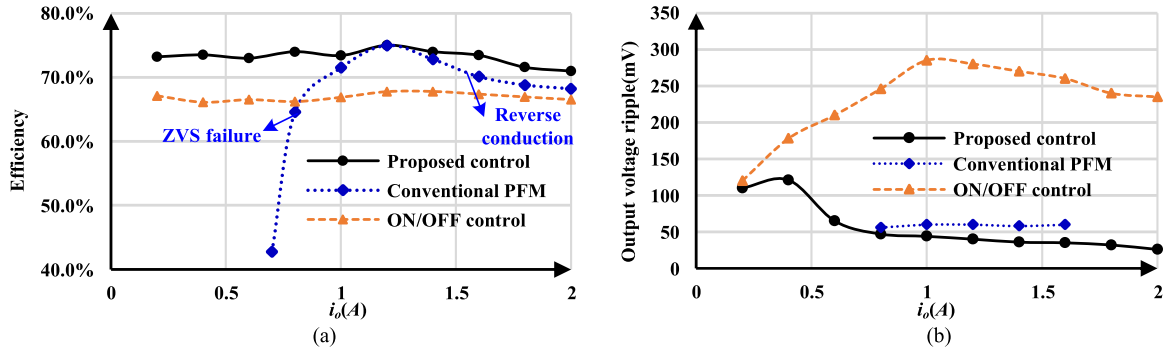 80.0%
70.0%
60.0%
50.0%
40.0%
Efficiency
ZVS failure
Reverse
conduction
Proposed control
Conventional PFM
ON/OFF control
0
0.5
1
1.5
2
i_o(A)
(a)
350
300
250
200
150
100
50
0
Output voltage ripple(mV)
Proposed control
Conventional PFM
ON/OFF control
0
0.5
1
1.5
2
i_o(A)
(b)